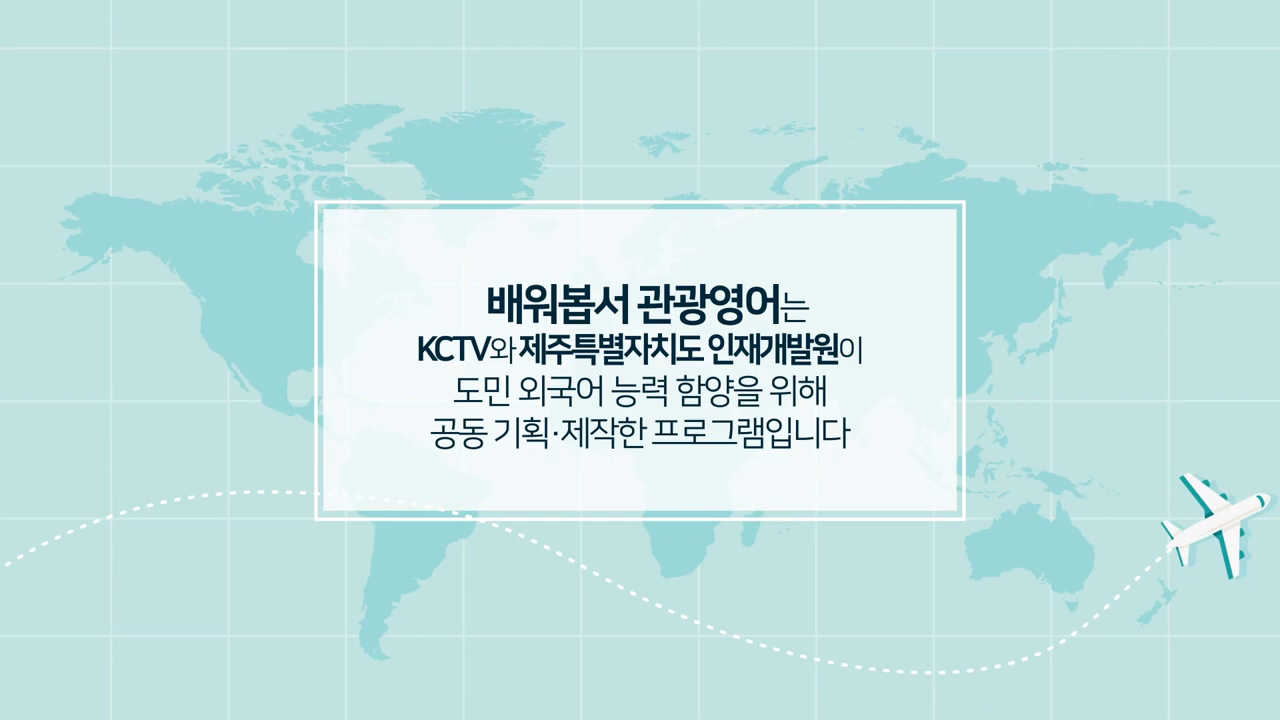 배워봅서 관광영어는
KCTV와 제주특별자치도 인재개발원이
도민 외국어 능력 함양을 위해
공동 기획·제작한 프로그램입니다